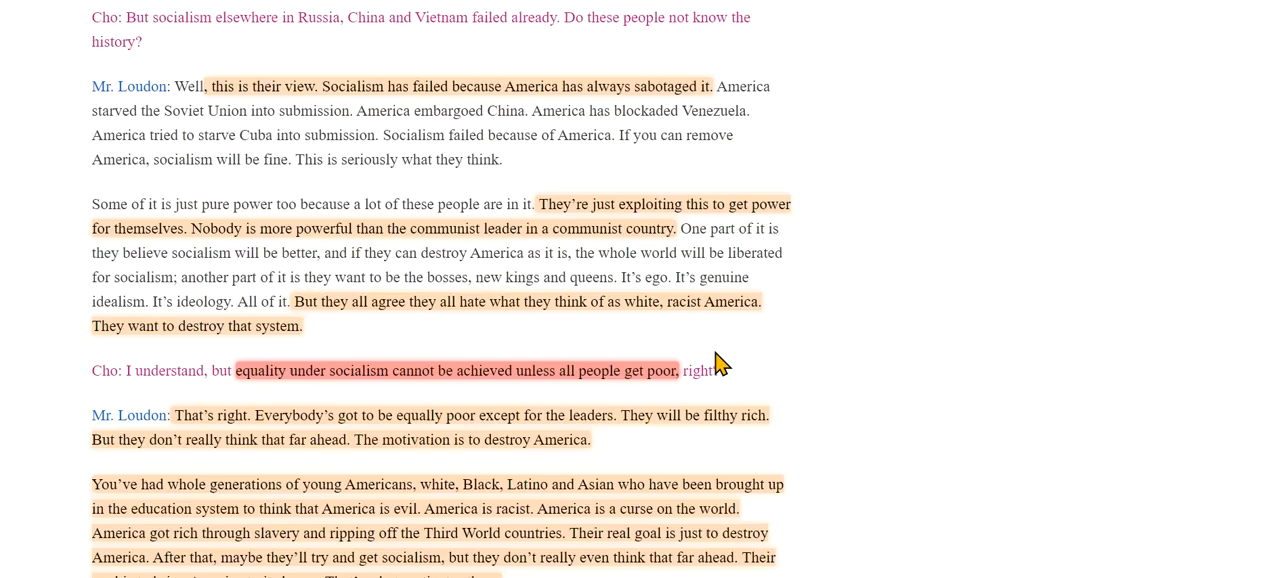 Cho: But socialism elsewhere in Russia, China and Vietnam failed already. Do these people not know the
history?
Mr. Loudon: Well, this is their view. Socialism has failed because America has always sabotaged it. America
starved the Soviet Union into submission. America embargoed China. America has blockaded Venezuela.
America tried to starve Cuba into submission. Socialism failed because of America. If you can remove
America, socialism will be fine. This is seriously what they think.
Some of it is just pure power too because a lot of these people are in it. They’re just exploiting this to get power
for themselves. Nobody is more powerful than the communist leader in a communist country. One part of it is
they believe socialism will be better, and if they can destroy America as it is, the whole world will be liberated
for socialism; another part of it is they want to be the bosses, new kings and queens. It’s ego. It’s genuine
idealism. It’s ideology. All of it. But they all agree they all hate what they think of as white, racist America.
They want to destroy that system.
Cho: I understand, but equality under socialism cannot be achieved unless all people get poor, right
Mr. Loudon: That’s right. Everybody’s got to be equally poor except for the leaders. They will be filthy rich.
But they don’t really think that far ahead. The motivation is to destroy America.
You’ve had whole generations of young Americans, white, Black, Latino and Asian who have been brought up
in the education system to think that America is evil. America is racist. America is a curse on the world.
America got rich through slavery and ripping off the Third World countries. Their real goal is just to destroy
America. After that, maybe they’ll try and get socialism, but they don’t really even think that far ahead. Their